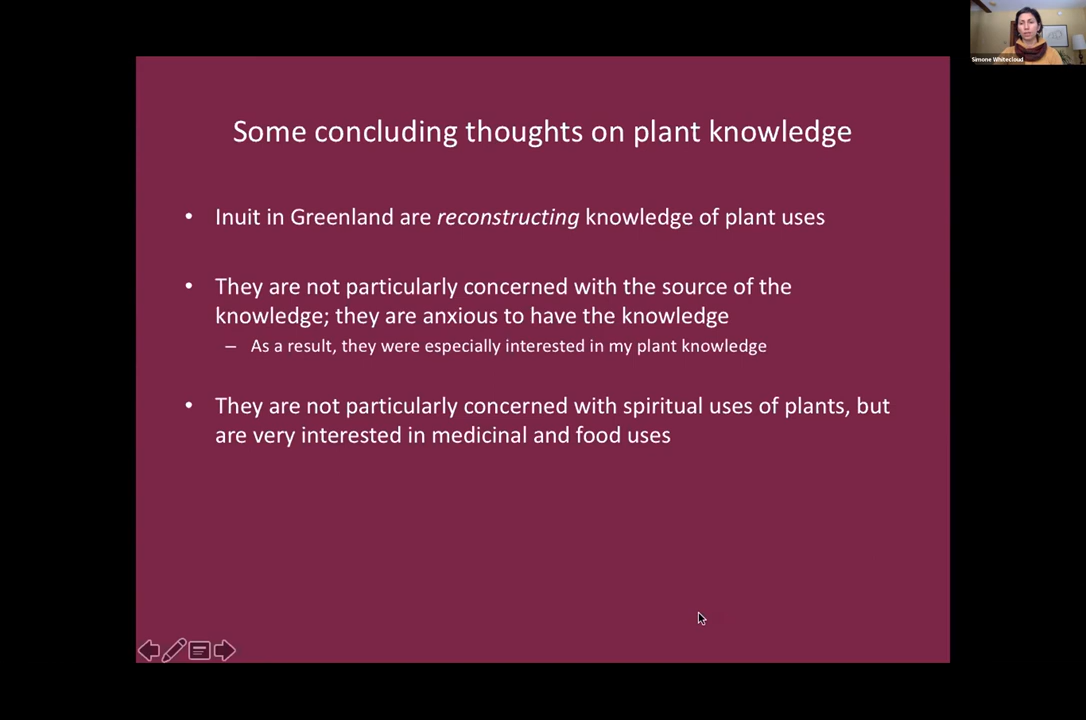 Simone Whitecloud
Some concluding thoughts on plant knowledge
• Inuit in Greenland are reconstructing knowledge of plant uses
• They are not particularly concerned with the source of the
knowledge; they are anxious to have the knowledge
– As a result, they were especially interested in my plant knowledge
• They are not particularly concerned with spiritual uses of plants, but
are very interested in medicinal and food uses